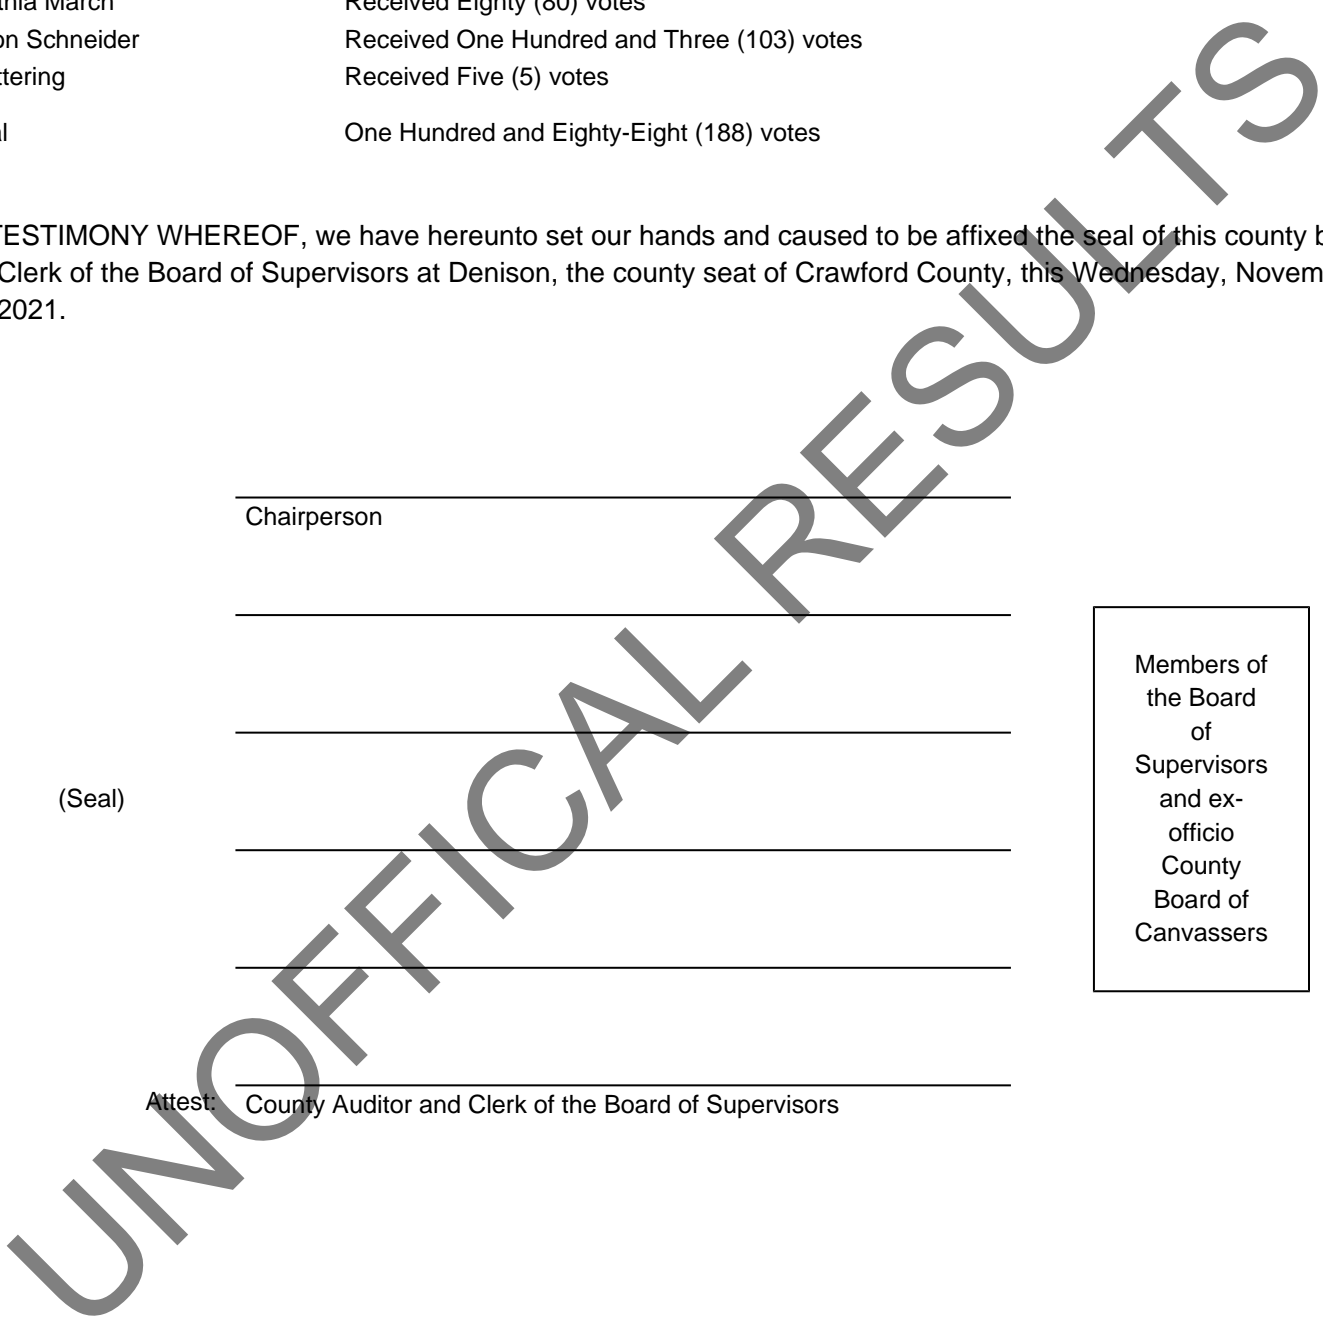 thia March Received Eighty (80) votes
on Schneider Received One Hundred and Three (103) votes
ttering Received Five (5) votes
al One Hundred and Eighty-Eight (188) votes
TESTIMONY WHEREOF, we have hereunto set our hands and caused to be affixed the seal of this county b
Clerk of the Board of Supervisors at Denison, the county seat of Crawford County, this Wednesday, Novem
2021.
Chairperson
Members of
the Board
of
Supervisors
and ex-
officio
County
Board of
Canvassers
(Seal)
Attest: County Auditor and Clerk of the Board of Supervisors
UNOFFICAL RESULTS